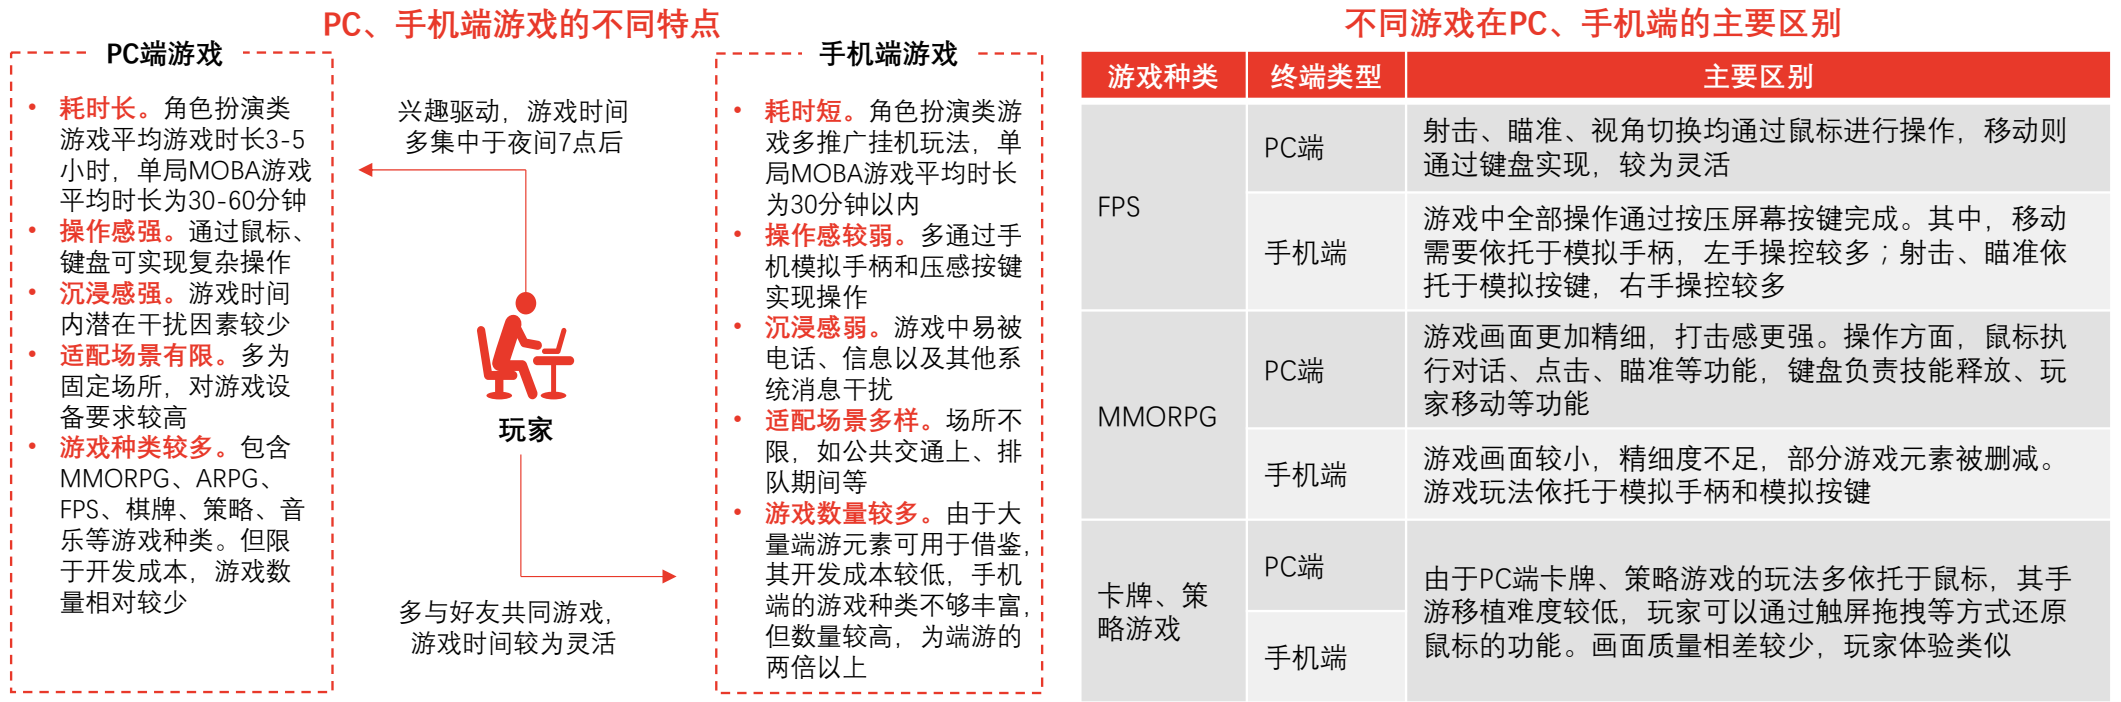 PC、手机端游戏的不同特点
PC端游戏
• 耗时长。角色扮演类
游戏平均游戏时长3-5
小时，单局MOBA游戏
平均时长为30-60分钟
• 操作感强。通过鼠标、
键盘可实现复杂操作
• 沉浸感强。游戏时间
内潜在干扰因素较少
• 适配场景有限。多为
固定场所，对游戏设
备要求较高
• 游戏种类较多。包含
MMORPG、ARPG、
FPS、棋牌、策略、音
乐等游戏种类。但限
于开发成本，游戏数
量相对较少
兴趣驱动，游戏时间
多集中于夜间7点后
玩家
多与好友共同游戏，
游戏时间较为灵活
手机端游戏
• 耗时短。角色扮演类游
戏多推广挂机玩法，单
局MOBA游戏平均时长
为30分钟以内
• 操作感较弱。多通过手
机模拟手柄和压感按键
实现操作
• 沉浸感弱。游戏中易被
电话、信息以及其他系
统消息干扰
• 适配场景多样。场所不
限，如公共交通上、排
队期间等
• 游戏数量较多。由于大
量端游元素可用于借鉴，
其开发成本较低，手机
端的游戏种类不够丰富，
但数量较高，为端游的
两倍以上
不同游戏在PC、手机端的主要区别
游戏种类 终端类型 主要区别
FPS
PC端
射击、瞄准、视角切换均通过鼠标进行操作，移动则
通过键盘实现，较为灵活
手机端
游戏中全部操作通过按压屏幕按键完成。其中，移动
需要依托于模拟手柄，左手操控较多；射击、瞄准依
托于模拟按键，右手操控较多
MMORPG
PC端
游戏画面更加精细，打击感更强。操作方面，鼠标执
行对话、点击、瞄准等功能，键盘负责技能释放、玩
家移动等功能
手机端
游戏画面较小，精细度不足，部分游戏元素被删减。
游戏玩法依托于模拟手柄和模拟按键
卡牌、策
略游戏
PC端
手机端
由于PC端卡牌、策略游戏的玩法多依托于鼠标，其手
游移植难度较低，玩家可以通过触屏拖拽等方式还原
鼠标的功能。画面质量相差较少，玩家体验类似